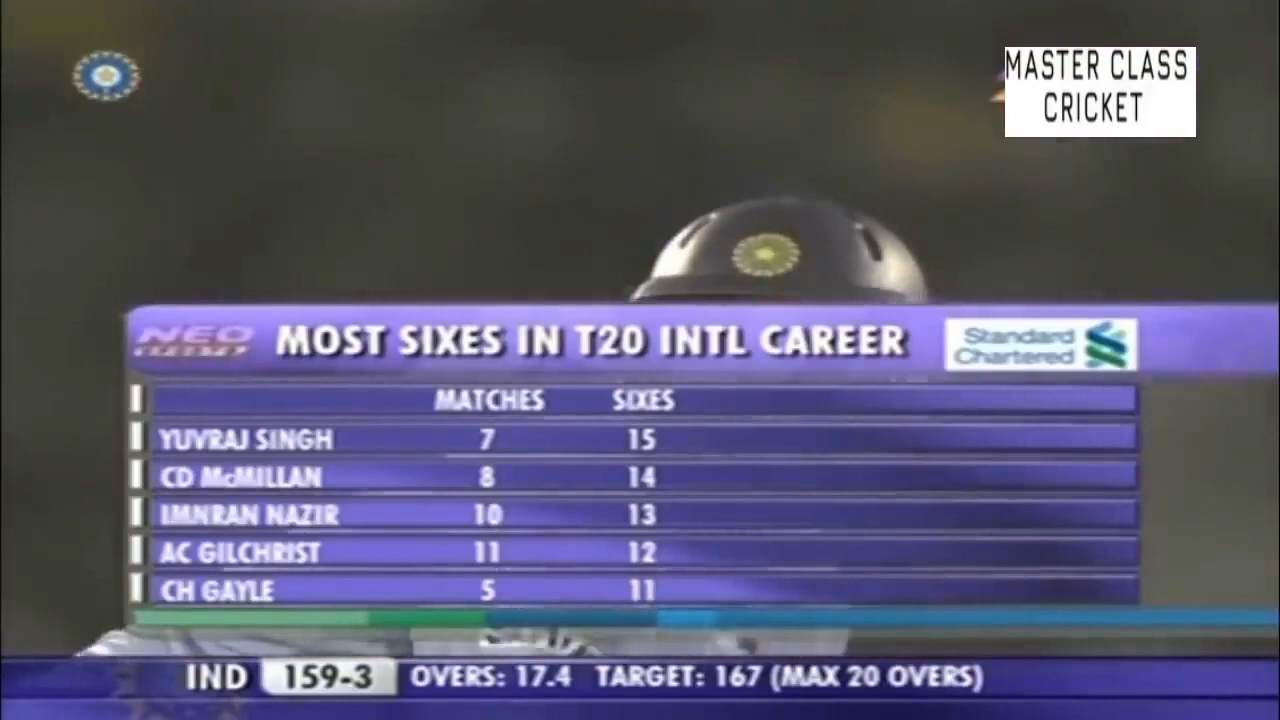 MASTER CLASS
CRICKET
NEO MOST SIXES IN T20 INTL CAREER
Standard
Chartered
MATCHES SIXES
YUVRAJ SINGH 7 15
CD McMILLAN 8 14
IMNRAN NAZIR 10 13
AC GILCHRIST 11 12
CH GAYLE 5 11
IND 159-3 OVERS: 17.4 TARGET: 167 (MAX 20 OVERS)